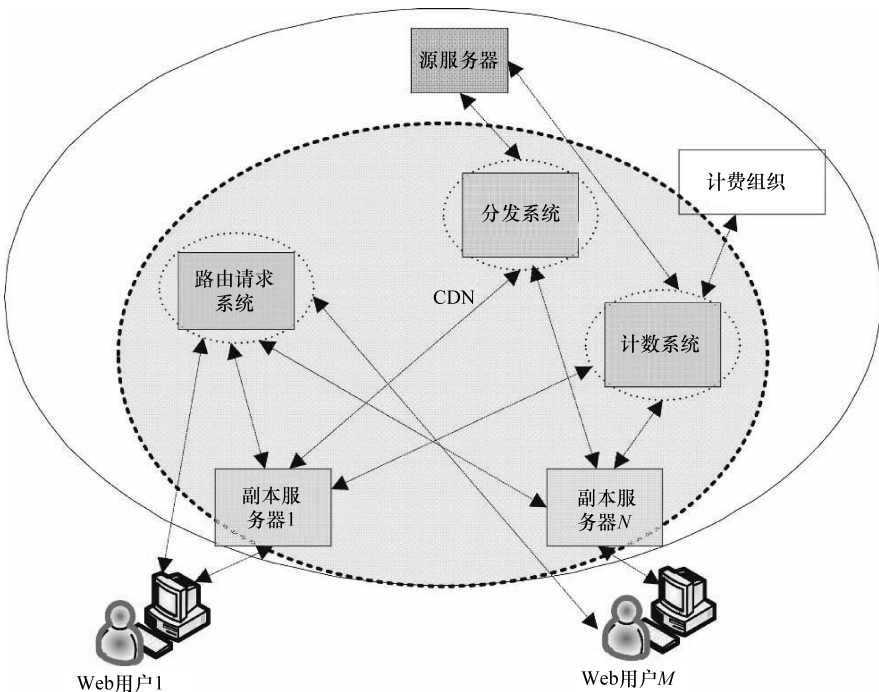 源服务器
计费组织
分发系统
路由请求
系统
CDN
计数系统
副本服
务器1
副本服
务器N
Web用户1
Web用户M